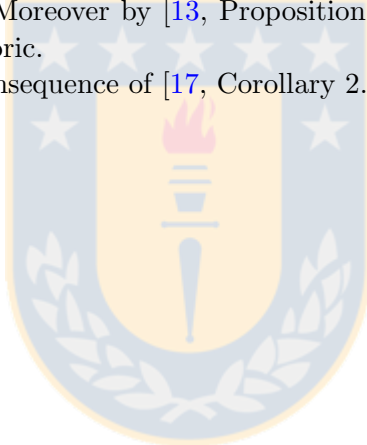 Moreover by [13, Proposition
oric.
nsequence of [17, Corollary 2.